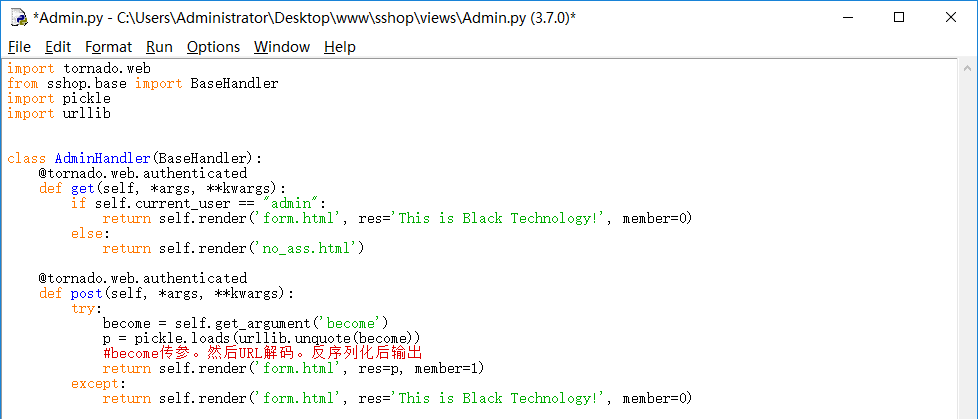 *Admin.py - C:\Users\Administrator\Desktop\www\sshop\views\Admin.py (3.7.0)*
File Edit Format Run Options Window Help
import tornado.web
from sshop.base import BaseHandler
import pickle
import urllib
class AdminHandler(BaseHandler):
    @tornado.web.authenticated
    def get(self, *args, **kwargs):
        if self.current_user == "admin":
            return self.render('form.html', res='This is Black Technology!', member=0)
        else:
            return self.render('no_ass.html')
    @tornado.web.authenticated
    def post(self, *args, **kwargs):
        try:
            become = self.get_argument('become')
            p = pickle.loads(urllib.unquote(become))
            #become传参。然后URL解码。反序列化后输出
            return self.render('form.html', res=p, member=1)
        except:
            return self.render('form.html', res='This is Black Technology!', member=0)